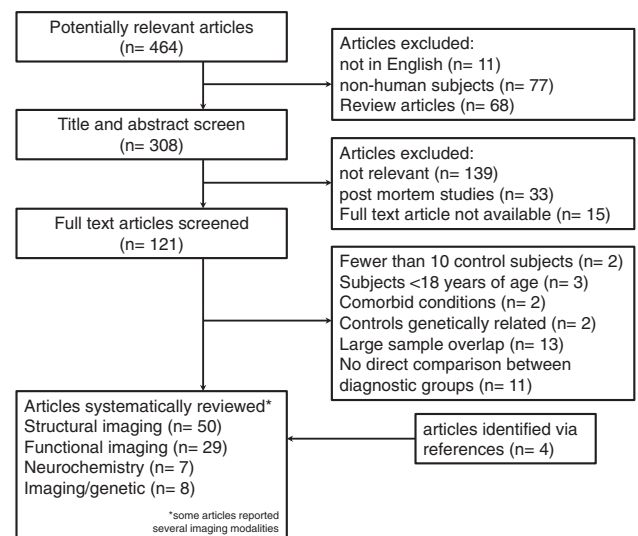 Potentially relevant articles
(n= 464)
Articles excluded:
not in English (n= 11)
non-human subjects (n= 77)
Review articles (n= 68)
Title and abstract screen
(n= 308)
Articles excluded:
not relevant (n= 139)
post mortem studies (n= 33)
Full text article not available (n= 15)
Full text articles screened
(n= 121)
Fewer than 10 control subjects (n= 2)
Subjects <18 years of age (n= 3)
Comorbid conditions (n= 2)
Controls genetically related (n= 2)
Large sample overlap (n= 13)
No direct comparison between
diagnostic groups (n= 11)
Articles systematically reviewed*
Structural imaging (n= 50)
Functional imaging (n= 29)
Neurochemistry (n= 7)
Imaging/genetic (n= 8)
*some articles reported
several imaging modalities
articles identified via
references (n= 4)